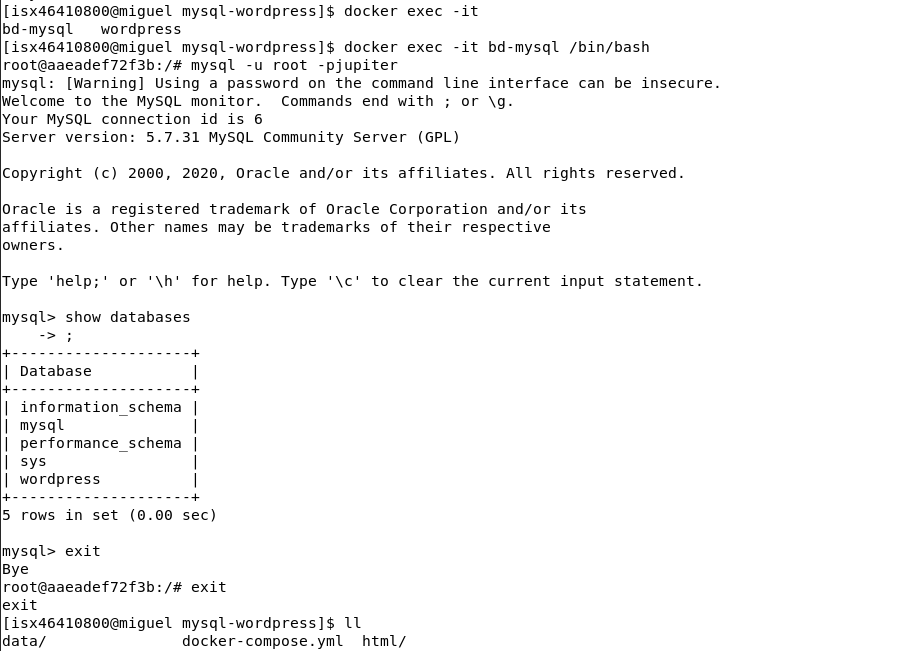 [isx46410800@miguel mysql-wordpress]$ docker exec -it
bd-mysql   wordpress
[isx46410800@miguel mysql-wordpress]$ docker exec -it bd-mysql /bin/bash
root@aaeadef72f3b:/# mysql -u root -pjupiter
mysql: [Warning] Using a password on the command line interface can be insecure.
Welcome to the MySQL monitor.  Commands end with ; or \g.
Your MySQL connection id is 6
Server version: 5.7.31 MySQL Community Server (GPL)

Copyright (c) 2000, 2020, Oracle and/or its affiliates. All rights reserved.

Oracle is a registered trademark of Oracle Corporation and/or its
affiliates. Other names may be trademarks of their respective
owners.

Type 'help;' or '\h' for help. Type '\c' to clear the current input statement.

mysql> show databases
    -> ;
+--------------------+
| Database           |
+--------------------+
| information_schema |
| mysql              |
| performance_schema |
| sys                |
| wordpress          |
+--------------------+
5 rows in set (0.00 sec)

mysql> exit
Bye
root@aaeadef72f3b:/# exit
exit
[isx46410800@miguel mysql-wordpress]$ ll
data/               docker-compose.yml  html/